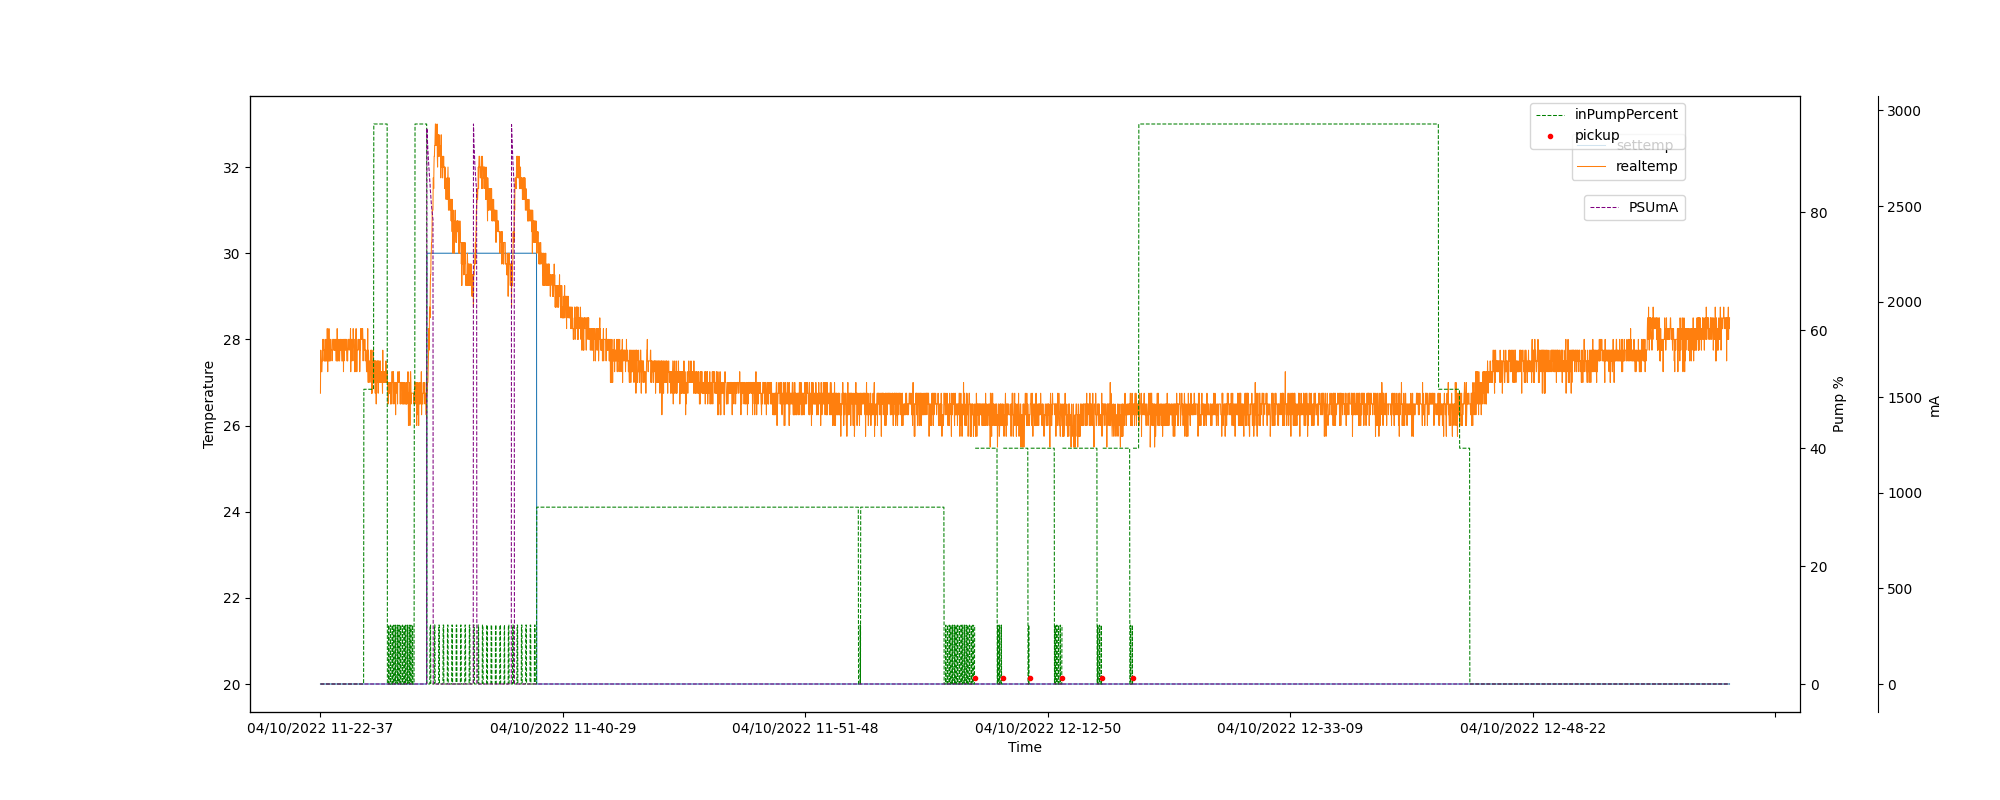 inPumpPercent
pickup
settemp
realtemp
PSUmA
Temperature
32
30
28
26
24
22
20
80
60
40
20
0
Pump %
3000
2500
2000
1500
1000
500
0
mA
04/10/2022 11-22-37
04/10/2022 11-40-29
04/10/2022 11-51-48
04/10/2022 12-12-50
04/10/2022 12-33-09
04/10/2022 12-48-22
Time